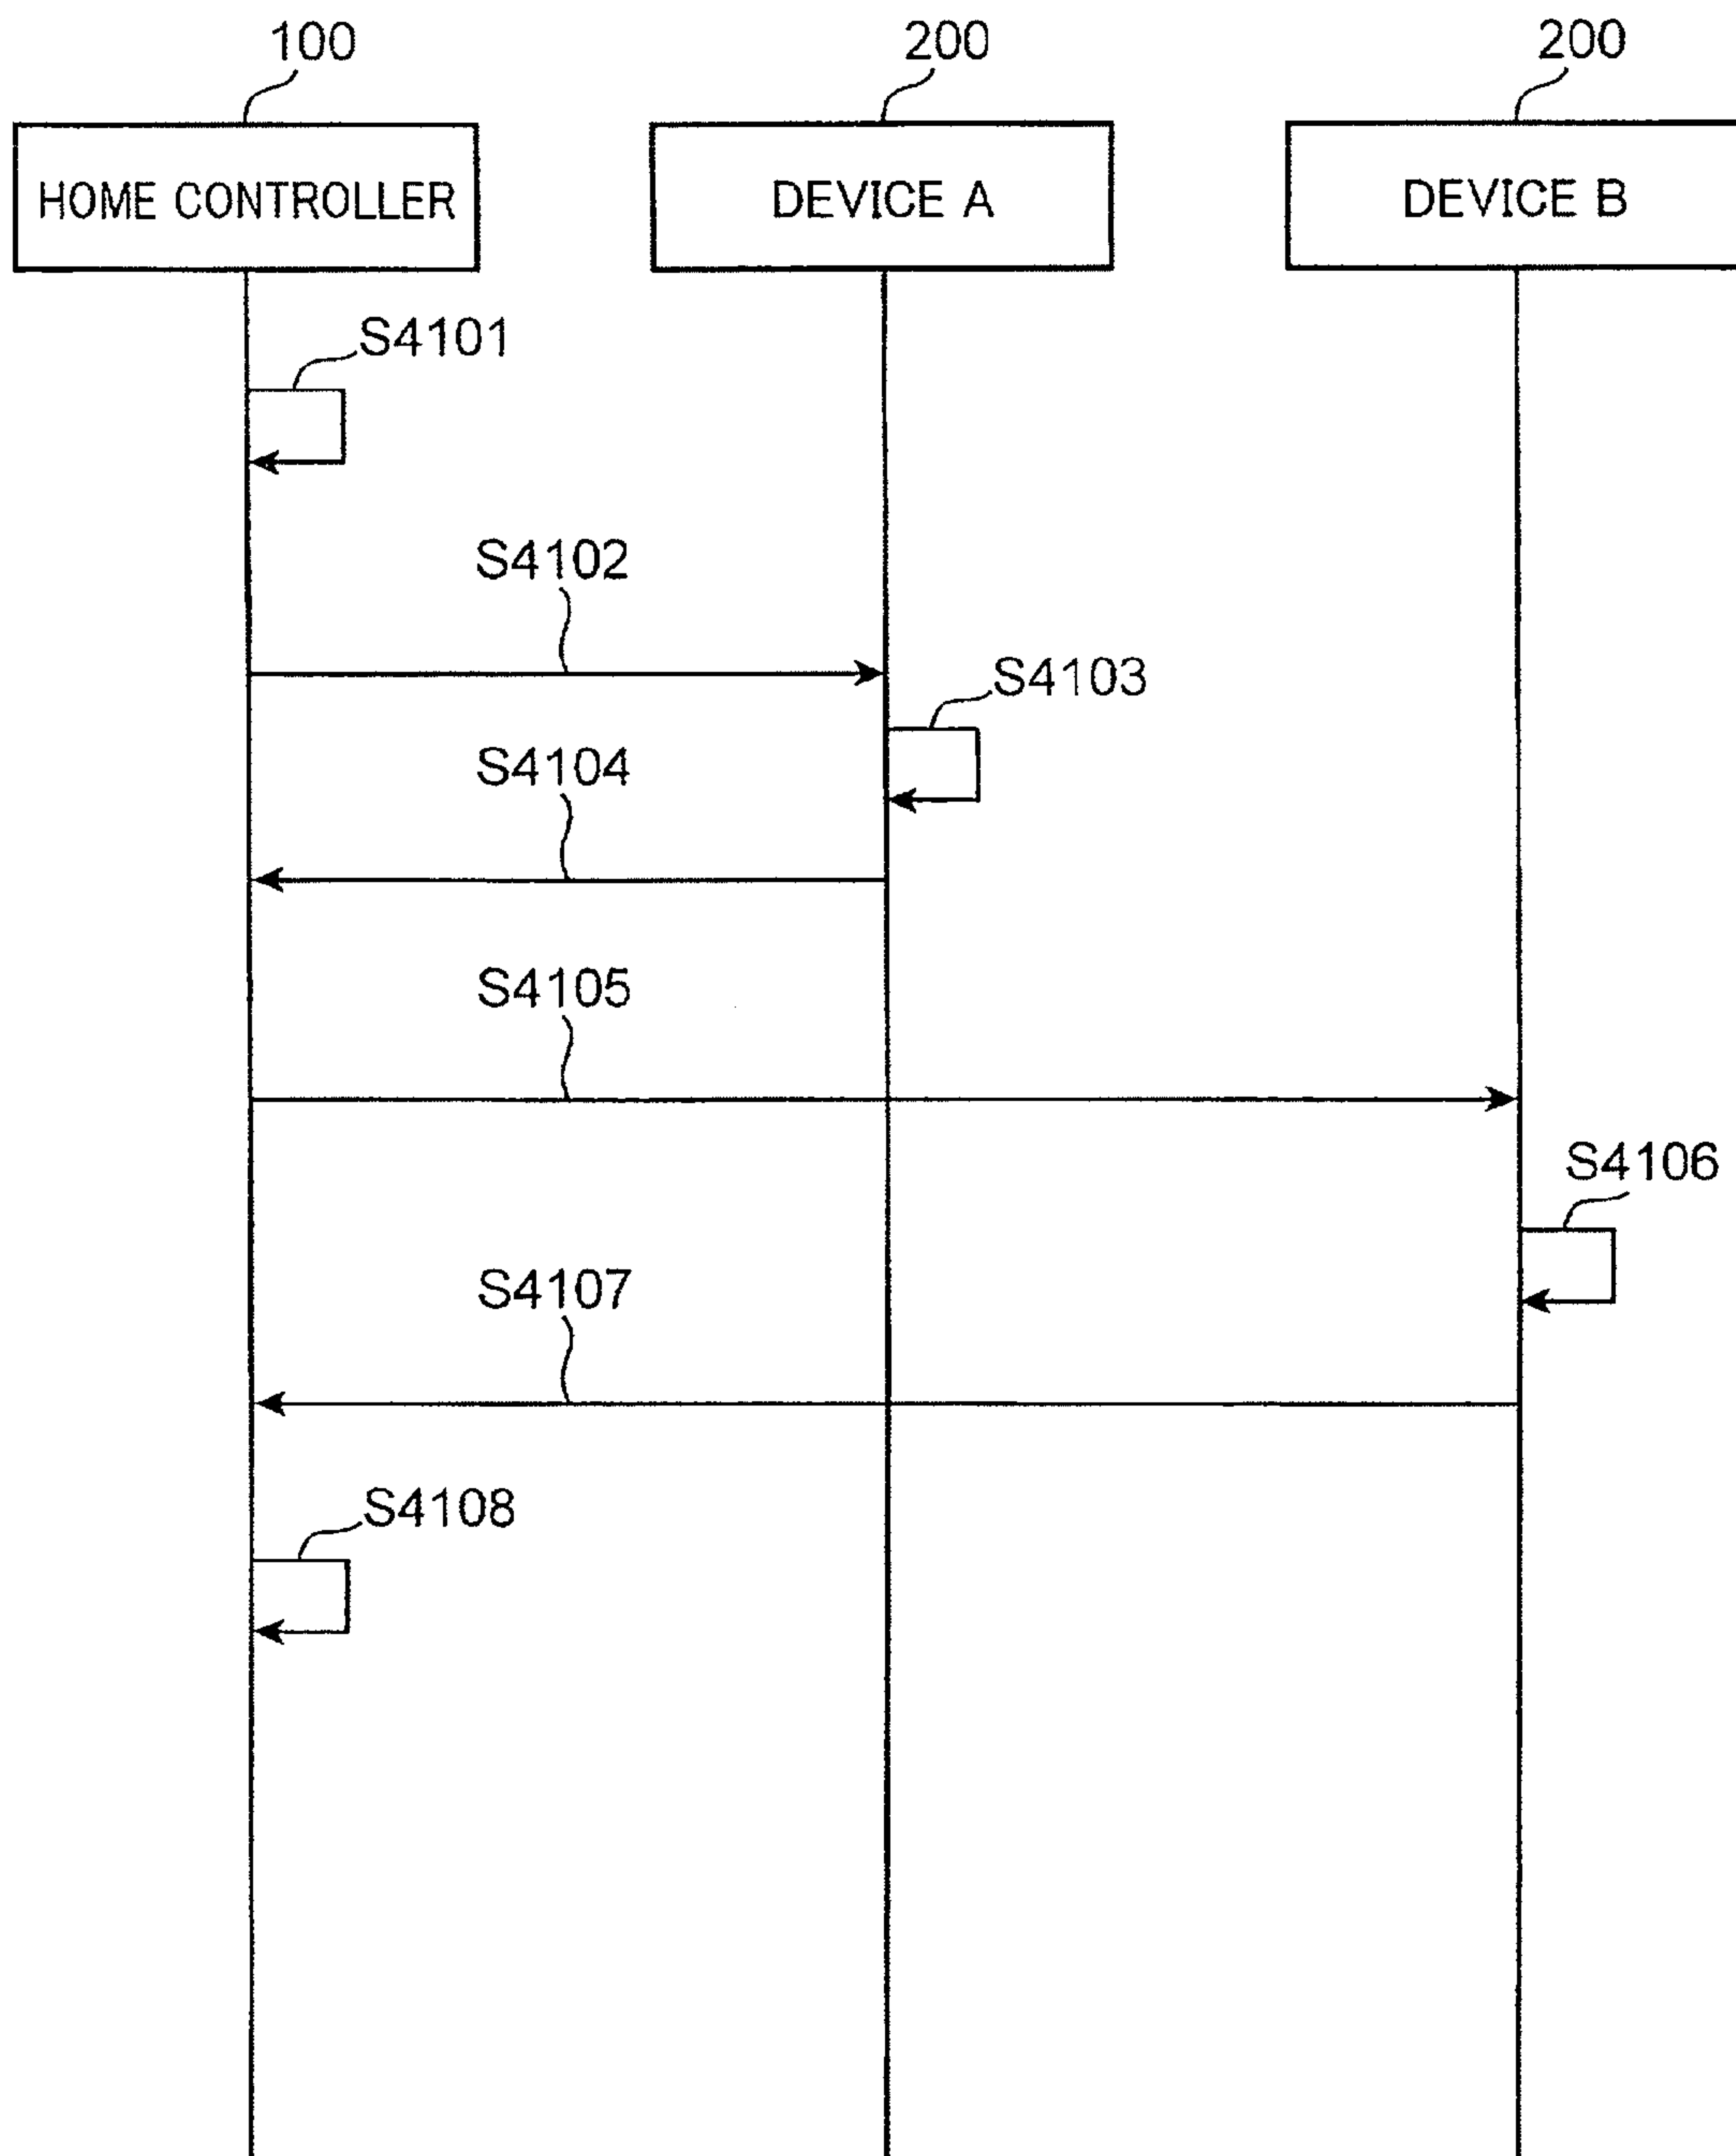 100
200
200
HOME CONTROLLER
DEVICE A
DEVICE B
S4101
S4102
S4103
S4104
S4105
S4106
S4107
S4108